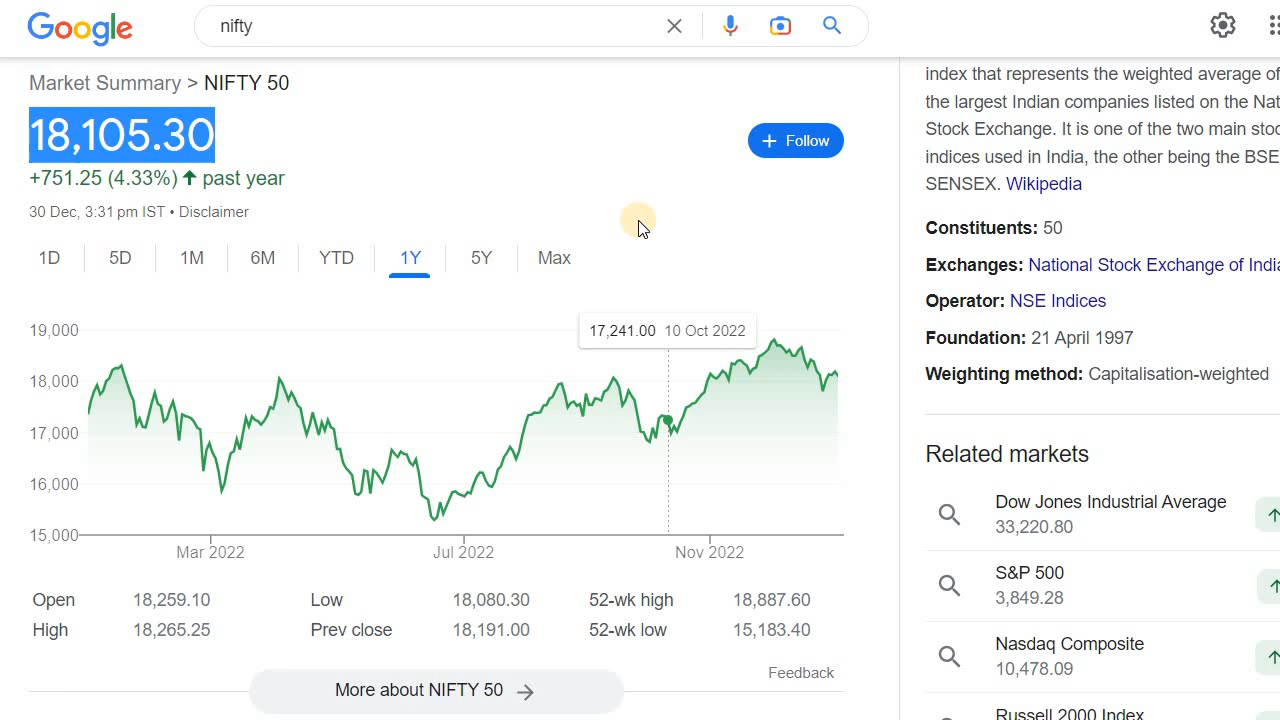 Google
nifty
Market Summary > NIFTY 50
18,105.30
+751.25 (4.33%) ↑ past year
30 Dec, 3:31 pm IST • Disclaimer
+ Follow
1D 5D 1M 6M YTD 1Y 5Y Max
17,241.00 10 Oct 2022
19,000
18,000
17,000
16,000
15,000
Mar 2022 Jul 2022 Nov 2022
Open 18,259.10 Low 18,080.30 52-wk high 18,887.60
High 18,265.25 Prev close 18,191.00 52-wk low 15,183.40
Feedback
More about NIFTY 50 →
index that represents the weighted average of
the largest Indian companies listed on the Nat
Stock Exchange. It is one of the two main stoc
indices used in India, the other being the BSE
SENSEX. Wikipedia
Constituents: 50
Exchanges: National Stock Exchange of India
Operator: NSE Indices
Foundation: 21 April 1997
Weighting method: Capitalisation-weighted
Related markets
Dow Jones Industrial Average
33,220.80
S&P 500
3,849.28
Nasdaq Composite
10,478.09
Russell 2000 Index